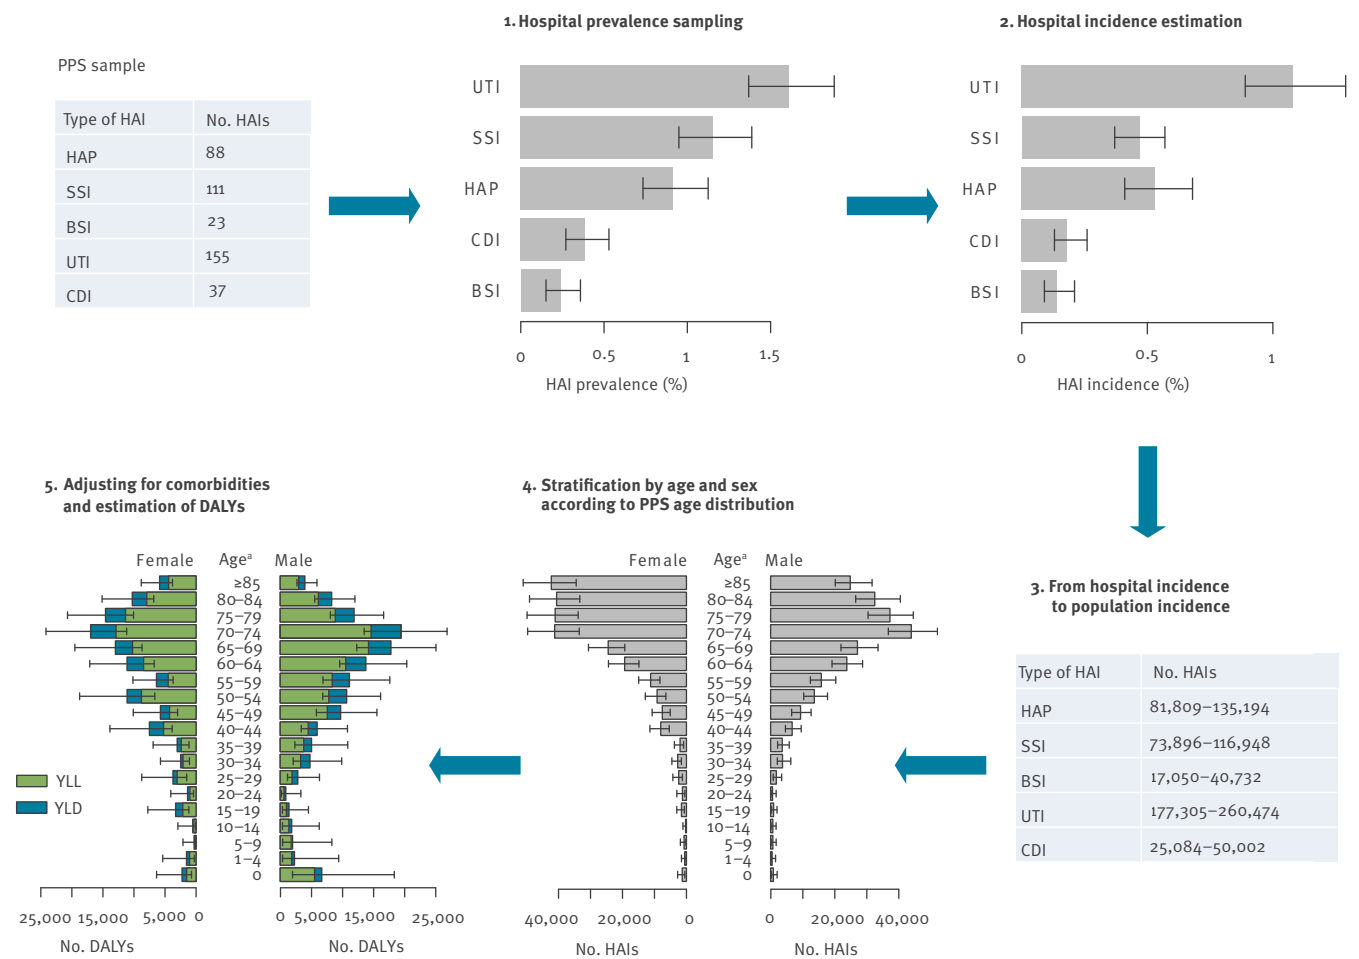 1. Hospital prevalence sampling
2. Hospital incidence estimation
PPS sample
Type of HAI No. HAIs
HAP 88
SSI 111
BSI 23
UTI 155
CDI 37
UTI
SSI
HAP
CDI
BSI
0 0.5 1 1.5
HAI prevalence (%)
UTI
SSI
HAP
CDI
BSI
0 0.5 1
HAI incidence (%)
5. Adjusting for comorbidities
and estimation of DALYs
Female Ageᵃ Male
≥85
80–84
75–79
70–74
65–69
60–64
55–59
50–54
45–49
40–44
35–39
30–34
25–29
20–24
15–19
10–14
5–9
1–4
0
YLL
YLD
25,000 15,000 5,000 0
0 5,000 15,000 25,000
No. DALYs
No. DALYs
4. Stratification by age and sex
according to PPS age distribution
Female Ageᵃ Male
≥85
80–84
75–79
70–74
65–69
60–64
55–59
50–54
45–49
40–44
35–39
30–34
25–29
20–24
15–19
10–14
5–9
1–4
0
40,000 20,000 0
0 20,000 40,000
No. HAIs
No. HAIs
3. From hospital incidence
to population incidence
Type of HAI No. HAIs
HAP 81,809–135,194
SSI 73,896–116,948
BSI 17,050–40,732
UTI 177,305–260,474
CDI 25,084–50,002